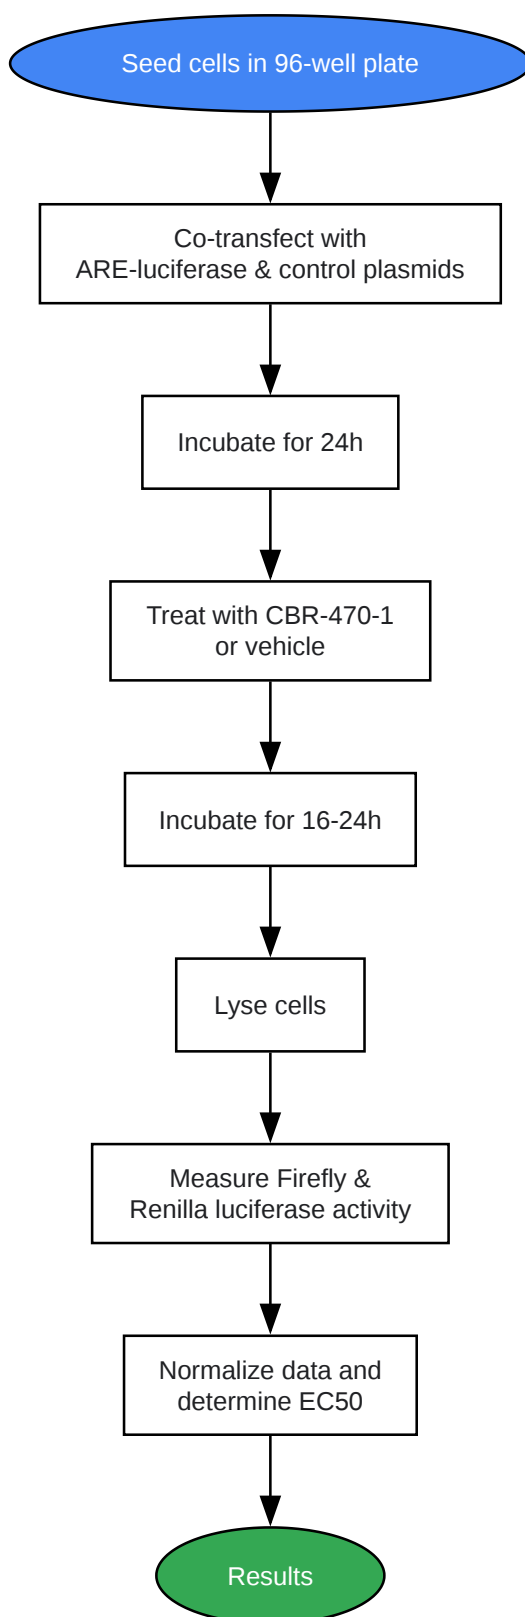 Seed cells in 96-well plate
Co-transfect with
ARE-luciferase & control plasmids
Incubate for 24h
Treat with CBR-470-1
or vehicle
Incubate for 16-24h
Lyse cells
Measure Firefly &
Renilla luciferase activity
Normalize data and
determine EC50
Results